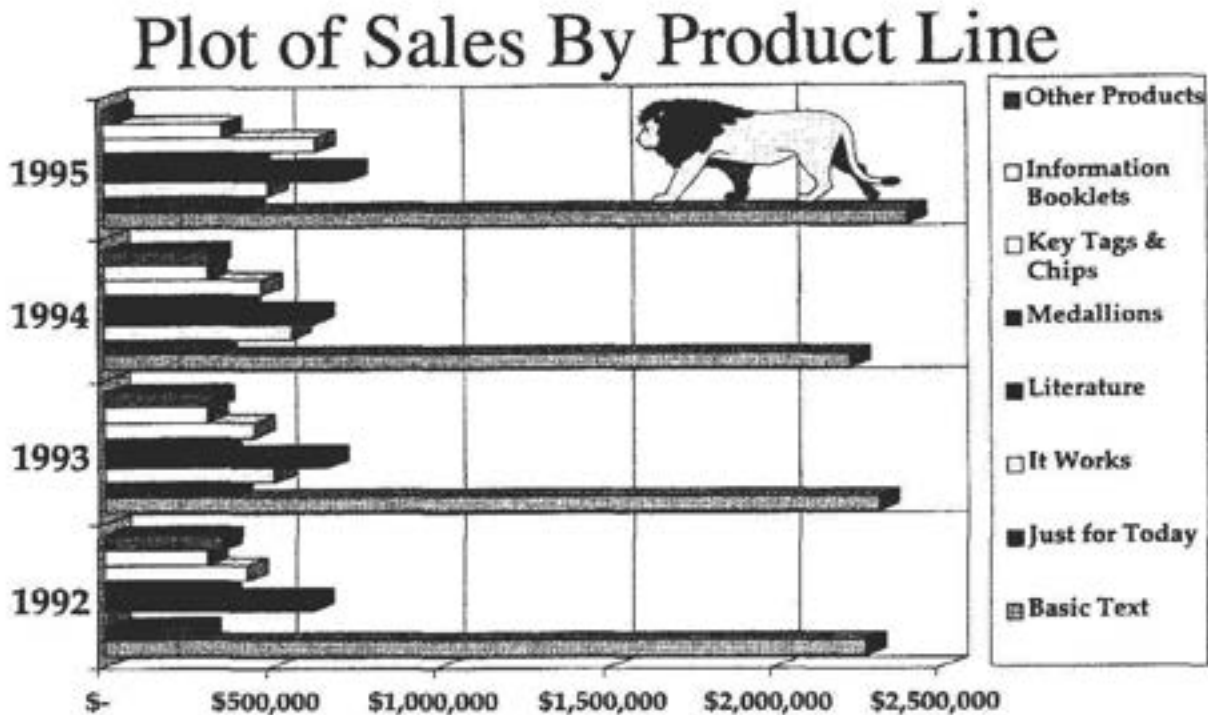 Plot of Sales By Product Line
1995
1994
1993
1992
$-
$500,000
$1,000,000
$1,500,000
$2,000,000
$2,500,000
Other Products
Information
Booklets
Key Tags &
Chips
Medallions
Literature
It Works
Just for Today
Basic Text